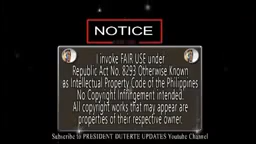 NOTICE
I invoke FAIR USE under
Republic Act No. 8293 Otherwise Known
as Intellectual Property Code of the Philippines
No Copyright Infringement intended.
All copyright works that may appear are
properties of their respective owner.
Subscribe to PRESIDENT DUTERTE UPDATES Youtube Channel